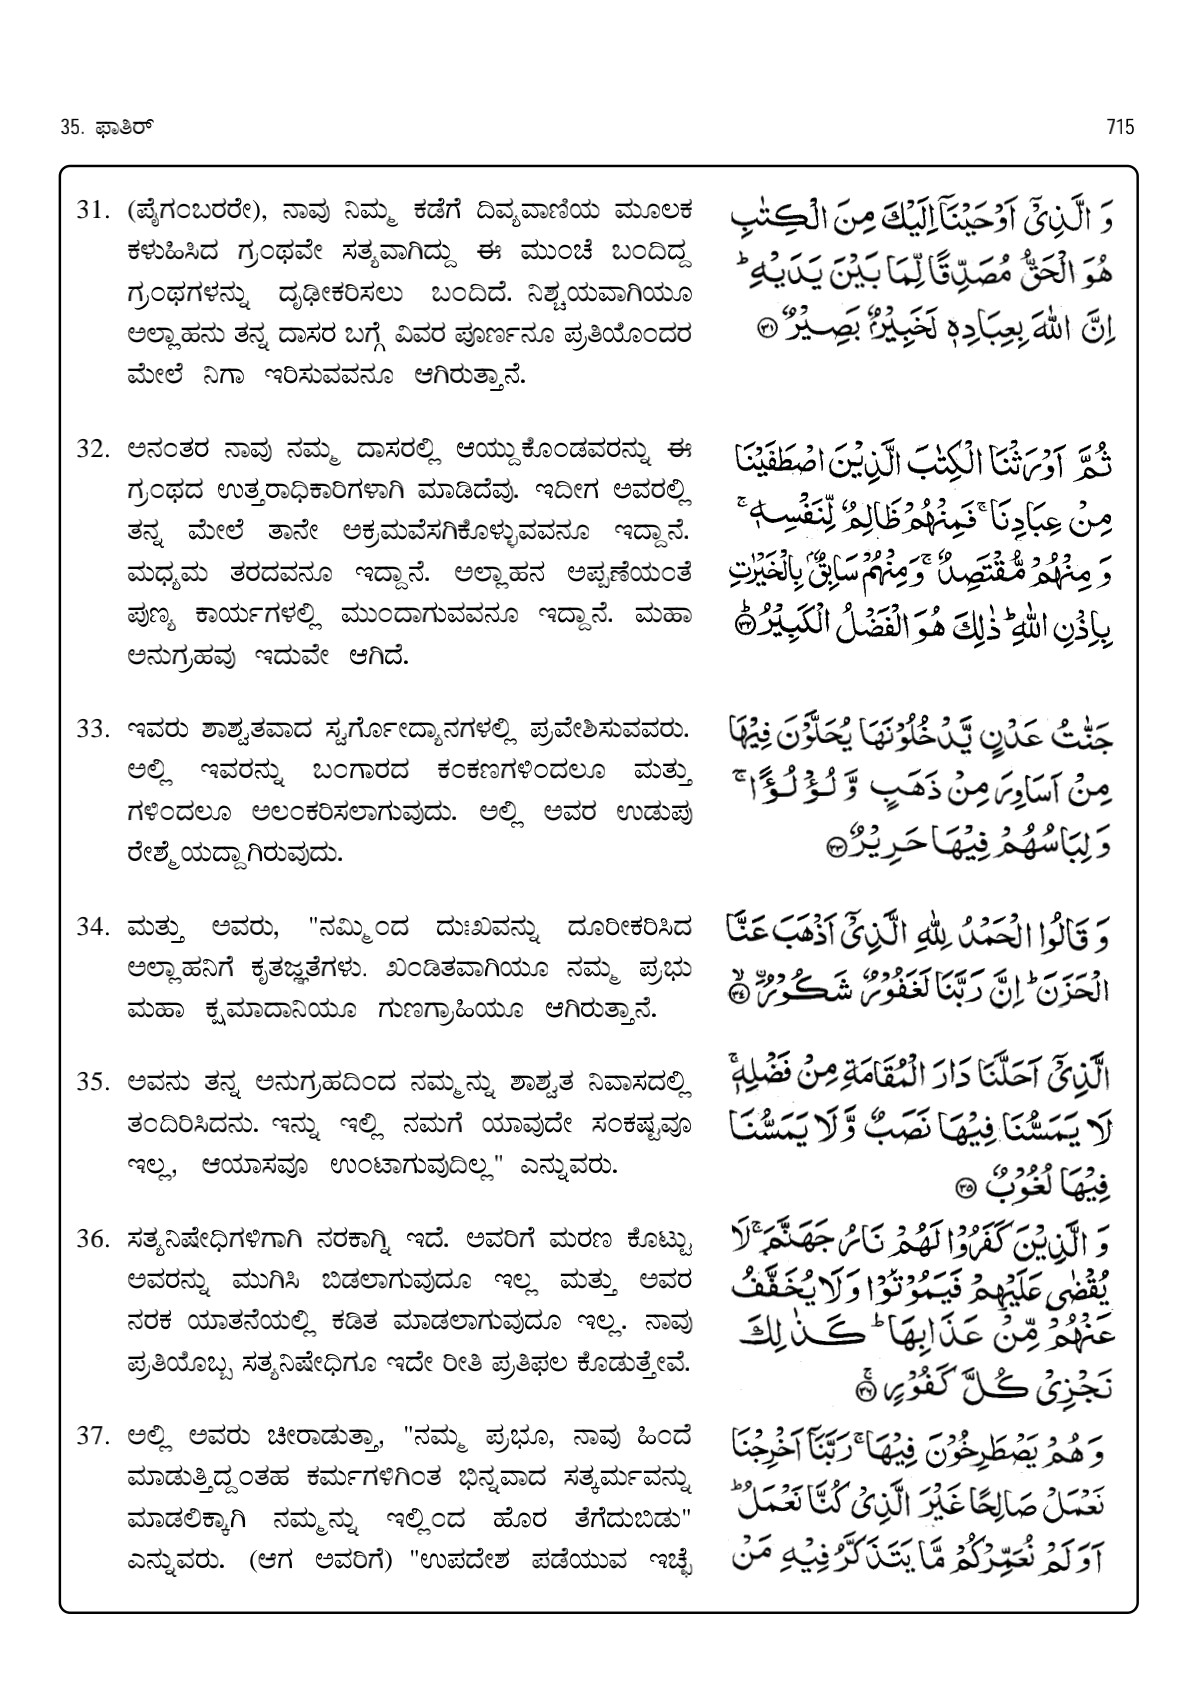 35. ಫಾತಿರ್
715
31. (ಪೈಗಂಬರರೇ), ನಾವು ನಿಮ್ಮ ಕಡೆಗೆ ದಿವ್ಯವಾಣಿಯ ಮೂಲಕ
ಕಳುಹಿಸಿದ ಗ್ರಂಥವೇ ಸತ್ಯವಾಗಿದ್ದು ಈ ಮುಂಚೆ ಬಂದಿದ್ದ
ಗ್ರಂಥಗಳನ್ನು ದೃಢೀಕರಿಸಲು ಬಂದಿದೆ. ನಿಶ್ಚಯವಾಗಿಯೂ
ಅಲ್ಲಾಹನು ತನ್ನ ದಾಸರ ಬಗ್ಗೆ ವಿವರ ಪೂರ್ಣನೂ ಪ್ರತಿಯೊಂದರ
ಮೇಲೆ ನಿಗಾ ಇರಿಸುವವನೂ ಆಗಿರುತ್ತಾನೆ.
وَ الَّذِیْۤ اَوْحَیْنَاۤ اِلَیْكَ مِنَ الْكِتٰبِ
هُوَ الْحَقُّ مُصَدِّقًا لِّمَا بَیْنَ یَدَیْهِ ؕ
اِنَّ اللّٰهَ بِعِبَادِهٖ لَخَبِیْرٌۢ بَصِیْرٌ ﴿۳۱﴾
32. ಅನಂತರ ನಾವು ನಮ್ಮ ದಾಸರಲ್ಲಿ ಆಯ್ದುಕೊಂಡವರನ್ನು ಈ
ಗ್ರಂಥದ ಉತ್ತರಾಧಿಕಾರಿಗಳಾಗಿ ಮಾಡಿದೆವು. ಇದೀಗ ಅವರಲ್ಲಿ
ತನ್ನ ಮೇಲೆ ತಾನೇ ಅಕ್ರಮವೆಸಗಿಕೊಳ್ಳುವವನೂ ಇದ್ದಾನೆ.
ಮಧ್ಯಮ ತರದವನೂ ಇದ್ದಾನೆ. ಅಲ್ಲಾಹನ ಅಪ್ಪಣೆಯಂತೆ
ಪುಣ್ಯ ಕಾರ್ಯಗಳಲ್ಲಿ ಮುಂದಾಗುವವನೂ ಇದ್ದಾನೆ. ಮಹಾ
ಅನುಗ್ರಹವು ಇದುವೇ ಆಗಿದೆ.
ثُمَّ اَوْرَثْنَا الْكِتٰبَ الَّذِیْنَ اصْطَفَیْنَا
مِنْ عِبَادِنَا ۚ فَمِنْهُمْ ظَالِمٌ لِّنَفْسِهٖ ۚ
وَ مِنْهُمْ مُّقْتَصِدٌ ۚ وَ مِنْهُمْ سَابِقٌۢ بِالْخَیْرٰتِ
بِاِذْنِ اللّٰهِ ؕ ذٰلِكَ هُوَ الْفَضْلُ الْكَبِیْرُ ﴿۳۲﴾ؕ
33. ಇವರು ಶಾಶ್ವತವಾದ ಸ್ವರ್ಗೋದ್ಯಾನಗಳಲ್ಲಿ ಪ್ರವೇಶಿಸುವವರು.
ಅಲ್ಲಿ ಇವರನ್ನು ಬಂಗಾರದ ಕಂಕಣಗಳಿಂದಲೂ ಮತ್ತು
ಗಳಿಂದಲೂ ಅಲಂಕರಿಸಲಾಗುವುದು. ಅಲ್ಲಿ ಅವರ ಉಡುಪು
ರೇಶ್ಮೆಯದ್ದಾಗಿರುವುದು.
جَنّٰتُ عَدْنٍ یَّدْخُلُوْنَهَا یُحَلَّوْنَ فِیْهَا
مِنْ اَسَاوِرَ مِنْ ذَهَبٍ وَّ لُؤْلُؤًا ۚ
وَ لِبَاسُهُمْ فِیْهَا حَرِیْرٌ ﴿۳۳﴾
34. ಮತ್ತು ಅವರು, "ನಮ್ಮಿಂದ ದುಃಖವನ್ನು ದೂರೀಕರಿಸಿದ
ಅಲ್ಲಾಹನಿಗೆ ಕೃತಜ್ಞತೆಗಳು. ಖಂಡಿತವಾಗಿಯೂ ನಮ್ಮ ಪ್ರಭು
ಮಹಾ ಕ್ಷಮಾದಾನಿಯೂ ಗುಣಗ್ರಾಹಿಯೂ ಆಗಿರುತ್ತಾನೆ.
وَ قَالُوا الْحَمْدُ لِلّٰهِ الَّذِیْۤ اَذْهَبَ عَنَّا
الْحَزَنَ ؕ اِنَّ رَبَّنَا لَغَفُوْرٌ شَكُوْرُ ﴿۳۴﴾ۙ
35. ಅವನು ತನ್ನ ಅನುಗ್ರಹದಿಂದ ನಮ್ಮನ್ನು ಶಾಶ್ವತ ನಿವಾಸದಲ್ಲಿ
ತಂದಿರಿಸಿದನು. ಇನ್ನು ಇಲ್ಲಿ ನಮಗೆ ಯಾವುದೇ ಸಂಕಷ್ಟವೂ
ಇಲ್ಲ, ಆಯಾಸವೂ ಉಂಟಾಗುವುದಿಲ್ಲ" ಎನ್ನುವರು.
الَّذِیْۤ اَحَلَّنَا دَارَ الْمُقَامَةِ مِنْ فَضْلِهٖ ۚ
لَا یَمَسُّنَا فِیْهَا نَصَبٌ وَّ لَا یَمَسُّنَا
فِیْهَا لُغُوْبٌ ﴿۳۵﴾
36. ಸತ್ಯನಿಷೇಧಿಗಳಿಗಾಗಿ ನರಕಾಗ್ನಿ ಇದೆ. ಅವರಿಗೆ ಮರಣ ಕೊಟ್ಟು
ಅವರನ್ನು ಮುಗಿಸಿ ಬಿಡಲಾಗುವುದೂ ಇಲ್ಲ ಮತ್ತು ಅವರ
ನರಕ ಯಾತನೆಯಲ್ಲಿ ಕಡಿತ ಮಾಡಲಾಗುವುದೂ ಇಲ್ಲ. ನಾವು
ಪ್ರತಿಯೊಬ್ಬ ಸತ್ಯನಿಷೇಧಿಗೂ ಇದೇ ರೀತಿ ಪ್ರತಿಫಲ ಕೊಡುತ್ತೇವೆ.
وَ الَّذِیْنَ كَفَرُوْا لَهُمْ نَارُ جَهَنَّمَ ۚ لَا
یُقْضٰی عَلَیْهِمْ فَیَمُوْتُوْا وَ لَا یُخَفَّفُ
عَنْهُمْ مِّنْ عَذَابِهَا ؕ كَذٰلِكَ
نَجْزِیْ كُلَّ كَفُوْرٍ ﴿۳۶﴾ۚ
37. ಅಲ್ಲಿ ಅವರು ಚೀರಾಡುತ್ತಾ, "ನಮ್ಮ ಪ್ರಭೂ, ನಾವು ಹಿಂದೆ
ಮಾಡುತ್ತಿದ್ದಂತಹ ಕರ್ಮಗಳಿಗಿಂತ ಭಿನ್ನವಾದ ಸತ್ಕರ್ಮವನ್ನು
ಮಾಡಲಿಕ್ಕಾಗಿ ನಮ್ಮನ್ನು ಇಲ್ಲಿಂದ ಹೊರ ತೆಗೆದುಬಿಡು"
ಎನ್ನುವರು. (ಆಗ ಅವರಿಗೆ) "ಉಪದೇಶ ಪಡೆಯುವ ಇಚ್ಛೆ
وَ هُمْ یَصْطَرِخُوْنَ فِیْهَا ۚ رَبَّنَاۤ اَخْرِجْنَا
نَعْمَلْ صَالِحًا غَیْرَ الَّذِیْ كُنَّا نَعْمَلُ ؕ
اَوَ لَمْ نُعَمِّرْكُمْ مَّا یَتَذَكَّرُ فِیْهِ مَنْ